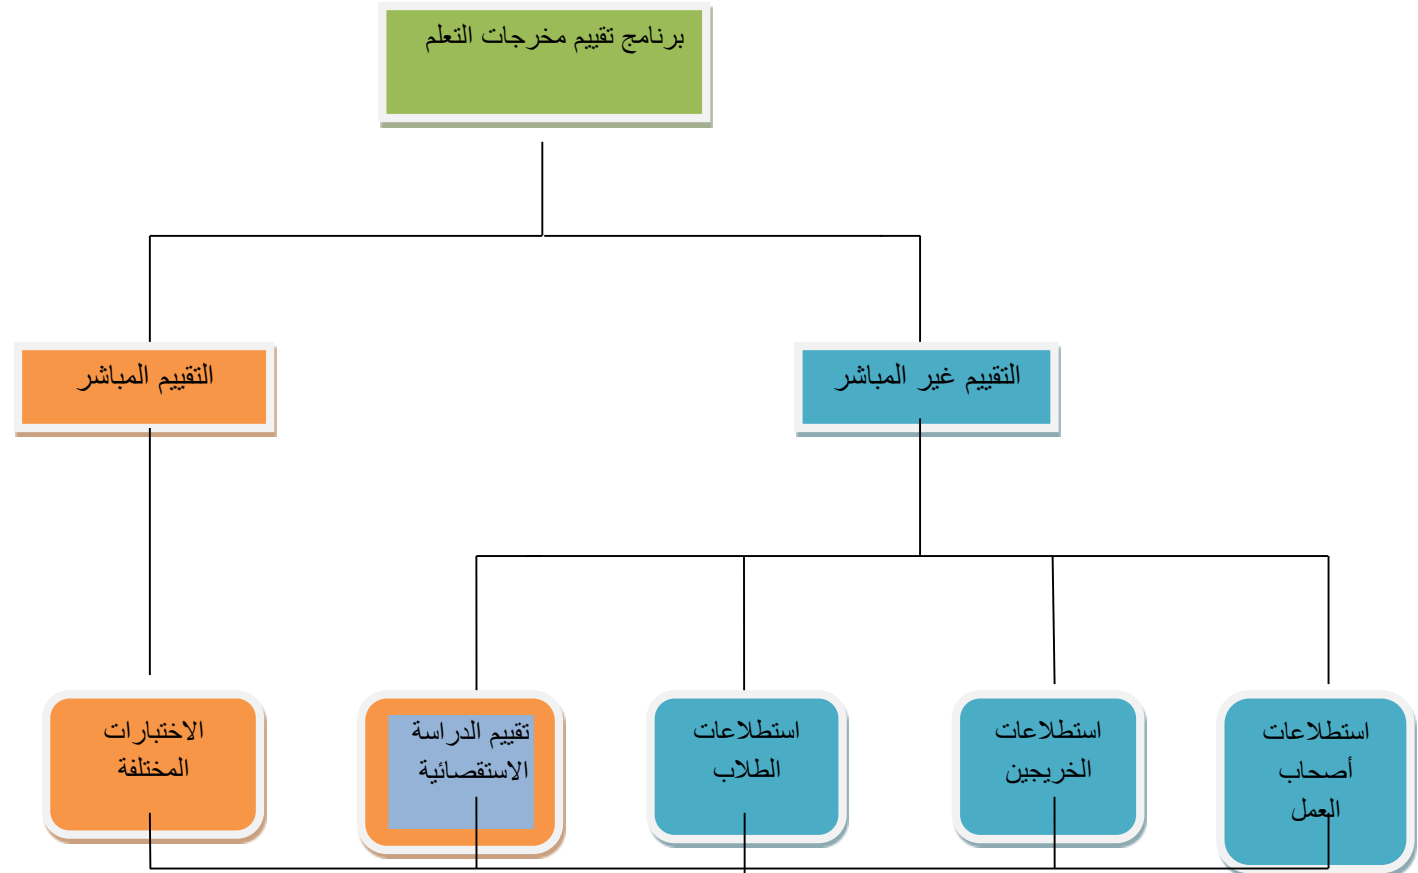 برنامج تقييم مخرجات التعلم
التقييم غير المباشر
التقييم المباشر
استطلاعات
أصحاب
العمل
استطلاعات
الخريجين
استطلاعات
الطلاب
تقييم الدراسة
الاستقصائية
الاختبارات
المختلفة